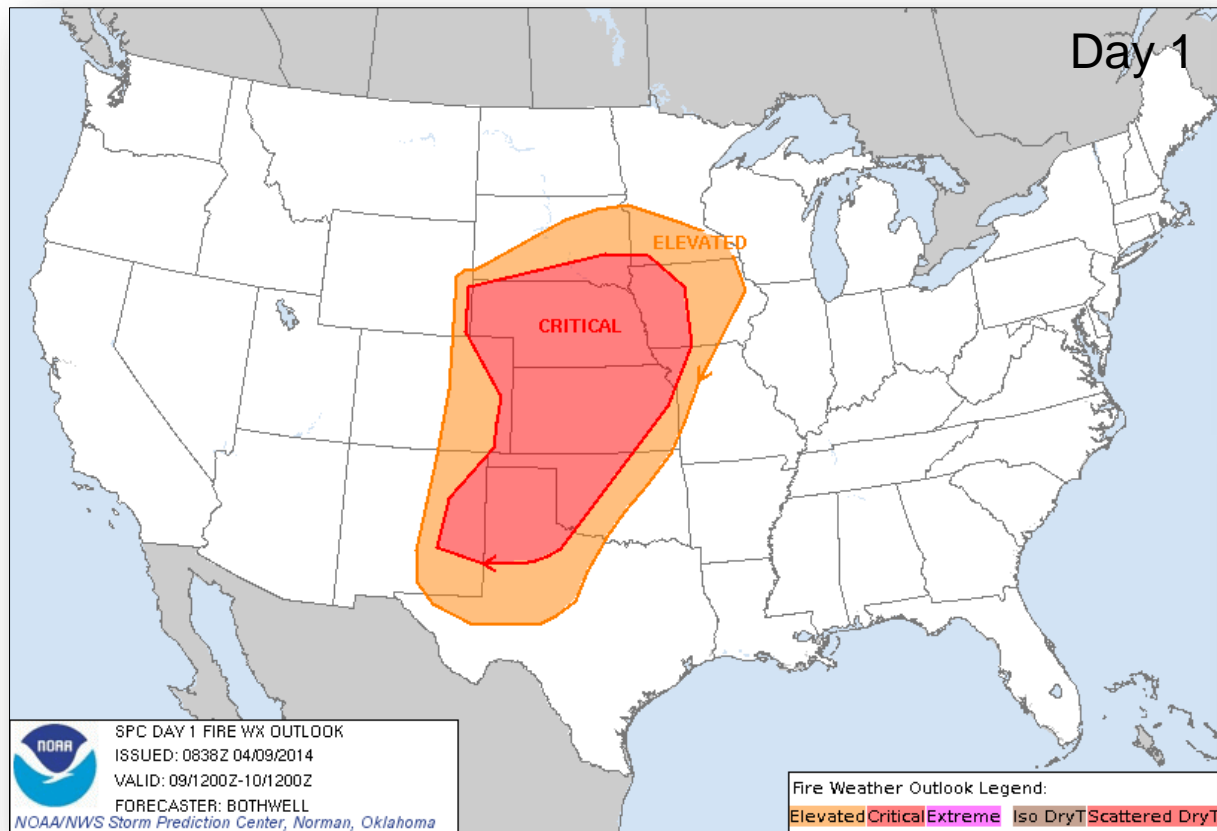 Day 1
ELEVATED
CRITICAL
NOAA
SPC DAY 1 FIRE WX OUTLOOK
ISSUED: 0838Z 04/09/2014
VALID: 09/1200Z-10/1200Z
FORECASTER: BOTHWELL
NOAA/NWS Storm Prediction Center, Norman, Oklahoma
Fire Weather Outlook Legend:
Elevated Critical Extreme Iso DryT Scattered DryT